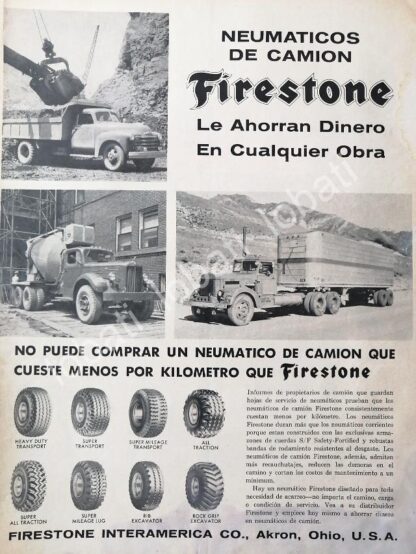 NEUMATICOS
DE CAMION
Firestone
Le Ahorran Dinero
En Cualquier Obra
NO PUEDE COMPRAR UN NEUMATICO DE CAMION QUE
CUESTE MENOS POR KILOMETRO QUE Firestone
HEAVY DUTY
TRANSPORT
SUPER
TRANSPORT
SUPER MILEAGE
TRANSPORT
ALL
TRACTION
SUPER
ALL TRACTION
SUPER
MILEAGE LUG
RIB
EXCAVATOR
ROCK GRIP
EXCAVATOR
Informes de propietarios de camión que guardan
hojas de servicio de neumáticos prueban que los
neumáticos de camión Firestone consistentemente
cuestan menos por kilómetro. Los neumáticos
Firestone duran más que los neumáticos corrientes
porque están construídos con las exclusivas arma-
zones de cuerdas S/F Safety-Fortified y robustas
bandas de rodamiento resistentes al desgaste. Los
neumáticos de camión Firestone, además, admiten
más recauchutajes, reducen las demoras en el
camino y cortan los costos de mantenimiento a un
mínimum.
Hay un neumático Firestone diseñado para toda
necesidad de acarreo—no importa el camino, carga
o condición de servicio. Vea a su distribuidor
Firestone y empiece hoy mismo a ahorrar dinero
en neumáticos de camión.
FIRESTONE INTERAMERICA CO., Akron, Ohio, U.S.A.